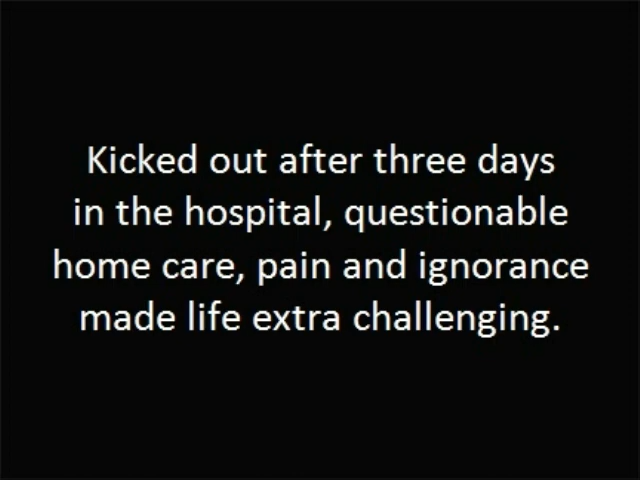 Kicked out after three days
in the hospital, questionable
home care, pain and ignorance
made life extra challenging.